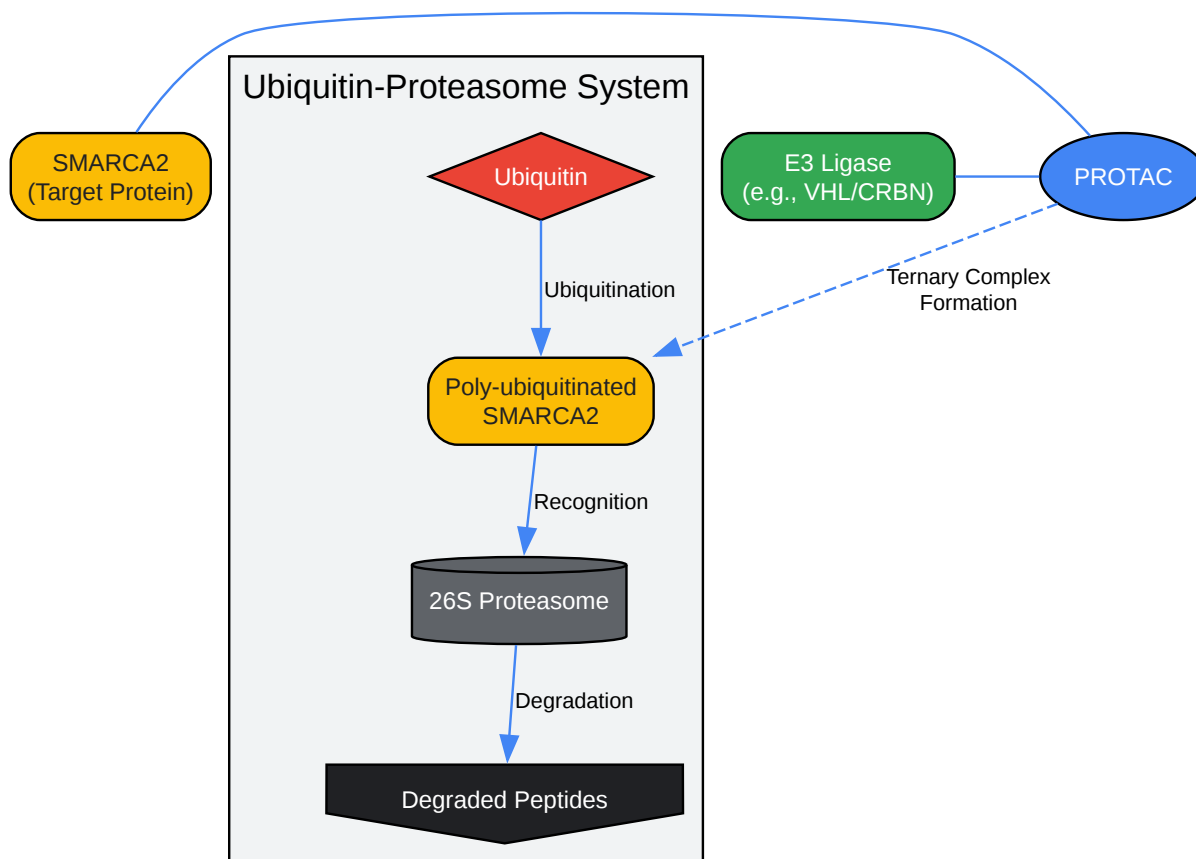 Ubiquitin-Proteasome System
SMARCA2
(Target Protein)
Ubiquitin
E3 Ligase
(e.g., VHL/CRBN)
PROTAC
Ubiquitination
Ternary Complex
Formation
Poly-ubiquitinated
SMARCA2
Recognition
26S Proteasome
Degradation
Degraded Peptides